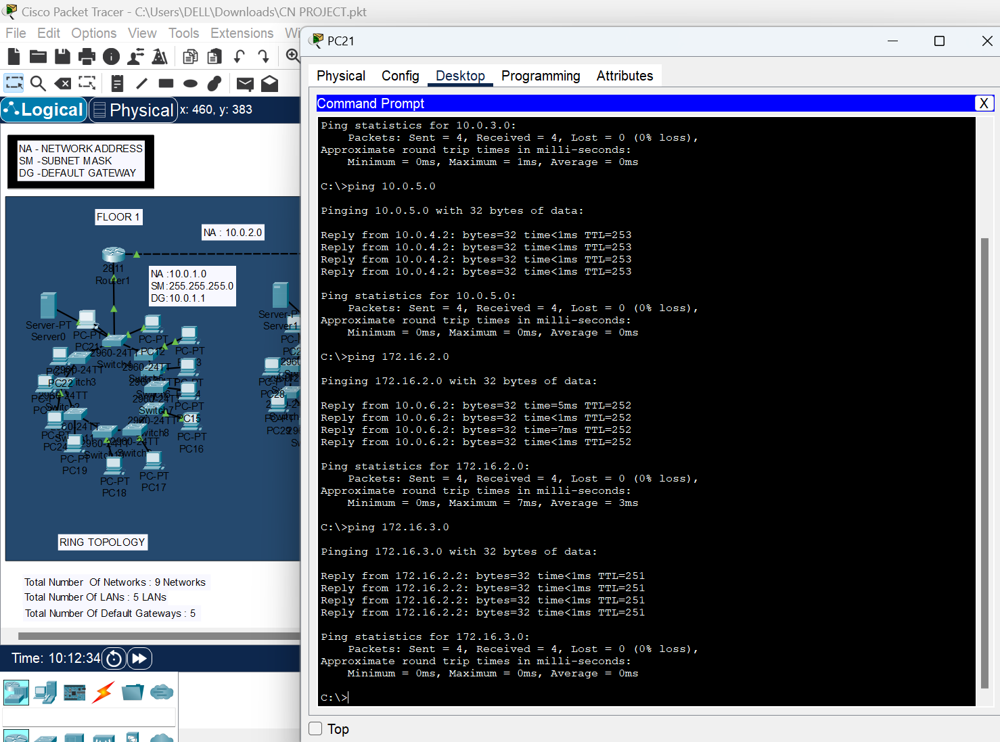 Cisco Packet Tracer - C:\Users\DELL\Downloads\CN PROJECT.pkt
File Edit Options View Tools Extensions Wi
Logical Physical x: 460, y: 383
NA - NETWORK ADDRESS
SM -SUBNET MASK
DG -DEFAULT GATEWAY
FLOOR 1
NA : 10.0.2.0
2811
Router1
NA :10.0.1.0
SM:255.255.255.0
DG:10.0.1.1
Server-PT
Server0
PC-PT
PC21
PC-PT
PC12
PC-PT
2960-24TT
Switch4
Server-P
Server1
2960-24TT
PC22
PC-PT
PC15
PC-PT
PC16
PC24
PC-PT
PC19
PC-PT
PC18
PC-PT
PC17
PC28
PC29
RING TOPOLOGY
Total Number Of Networks : 9 Networks
Total Number Of LANs : 5 LANs
Total Number Of Default Gateways : 5
Time: 10:12:34
PC21
Physical Config Desktop Programming Attributes
Command Prompt X
Ping statistics for 10.0.3.0:
Packets: Sent = 4, Received = 4, Lost = 0 (0% loss),
Approximate round trip times in milli-seconds:
Minimum = 0ms, Maximum = 1ms, Average = 0ms
C:\>ping 10.0.5.0
Pinging 10.0.5.0 with 32 bytes of data:
Reply from 10.0.4.2: bytes=32 time<1ms TTL=253
Reply from 10.0.4.2: bytes=32 time<1ms TTL=253
Reply from 10.0.4.2: bytes=32 time<1ms TTL=253
Reply from 10.0.4.2: bytes=32 time<1ms TTL=253
Ping statistics for 10.0.5.0:
Packets: Sent = 4, Received = 4, Lost = 0 (0% loss),
Approximate round trip times in milli-seconds:
Minimum = 0ms, Maximum = 0ms, Average = 0ms
C:\>ping 172.16.2.0
Pinging 172.16.2.0 with 32 bytes of data:
Reply from 10.0.6.2: bytes=32 time=5ms TTL=252
Reply from 10.0.6.2: bytes=32 time<1ms TTL=252
Reply from 10.0.6.2: bytes=32 time=7ms TTL=252
Reply from 10.0.6.2: bytes=32 time<1ms TTL=252
Ping statistics for 172.16.2.0:
Packets: Sent = 4, Received = 4, Lost = 0 (0% loss),
Approximate round trip times in milli-seconds:
Minimum = 0ms, Maximum = 7ms, Average = 3ms
C:\>ping 172.16.3.0
Pinging 172.16.3.0 with 32 bytes of data:
Reply from 172.16.2.2: bytes=32 time<1ms TTL=251
Reply from 172.16.2.2: bytes=32 time<1ms TTL=251
Reply from 172.16.2.2: bytes=32 time<1ms TTL=251
Reply from 172.16.2.2: bytes=32 time<1ms TTL=251
Ping statistics for 172.16.3.0:
Packets: Sent = 4, Received = 4, Lost = 0 (0% loss),
Approximate round trip times in milli-seconds:
Minimum = 0ms, Maximum = 0ms, Average = 0ms
C:\>
Top